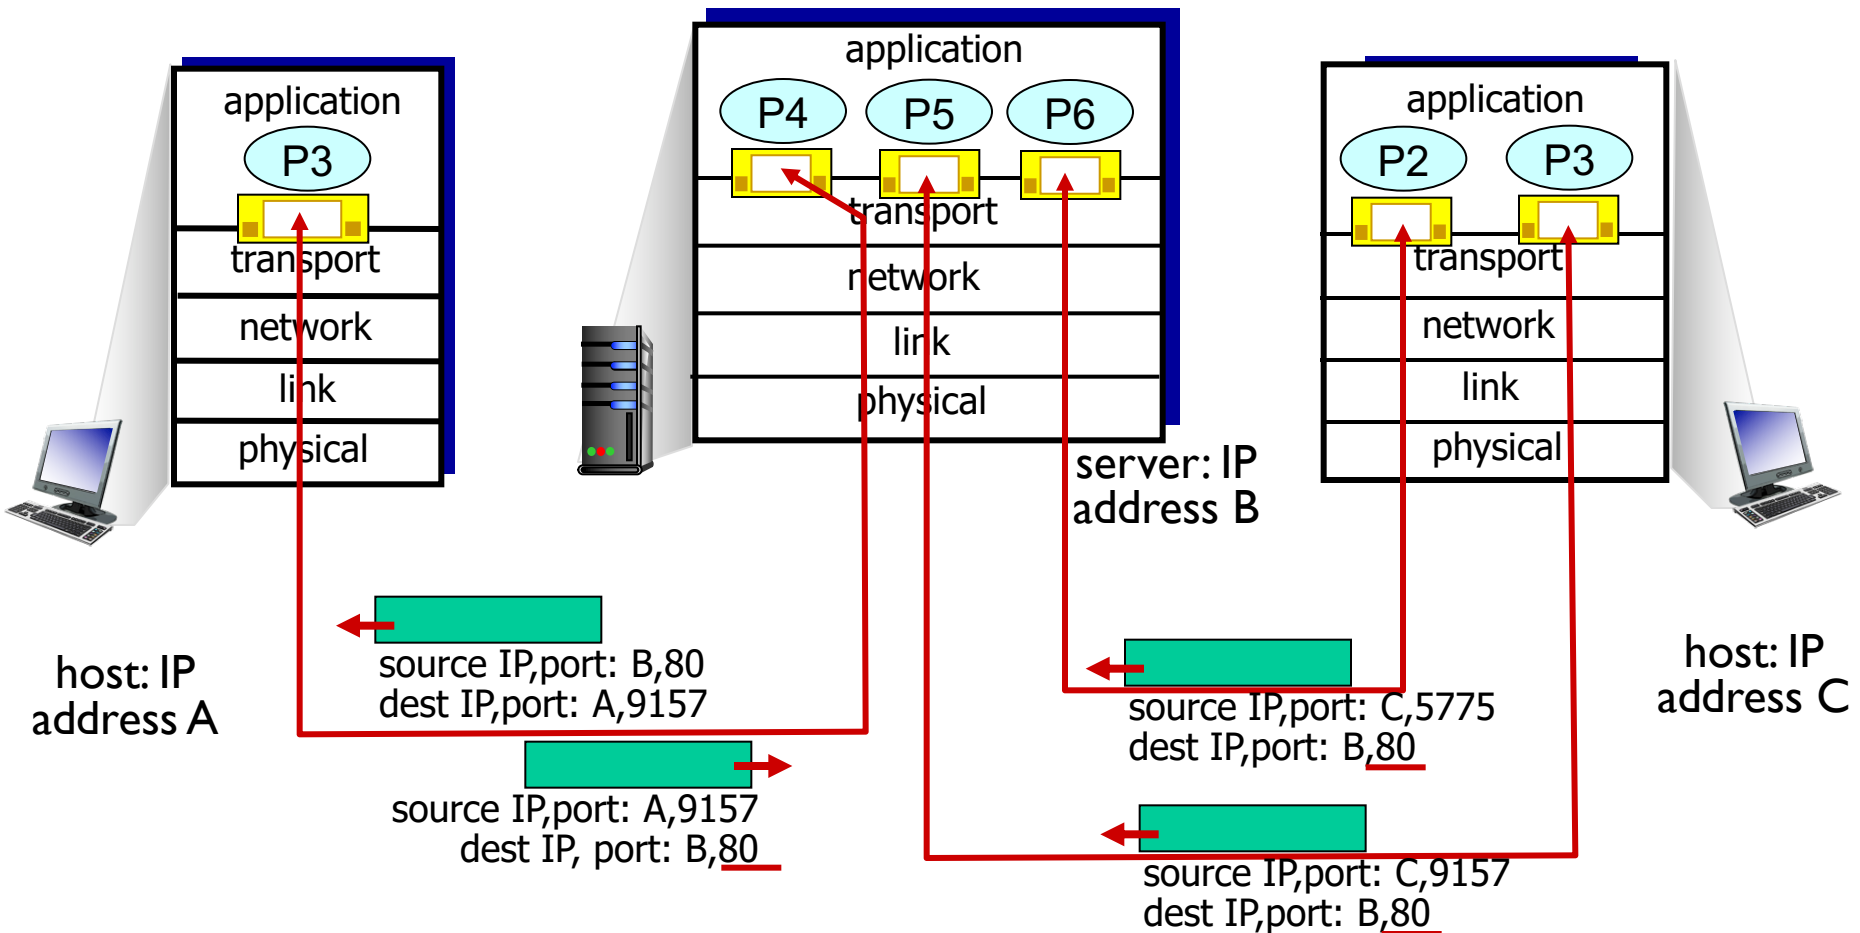 application
P3
transport
network
link
physical
host: IP
address A
application
P4
P5
P6
transport
network
link
physical
server: IP
address B
application
P2
P3
transport
network
link
physical
host: IP
address C
source IP,port: B,80
dest IP,port: A,9157
source IP,port: A,9157
dest IP, port: B,80
source IP,port: C,5775
dest IP,port: B,80
source IP,port: C,9157
dest IP,port: B,80